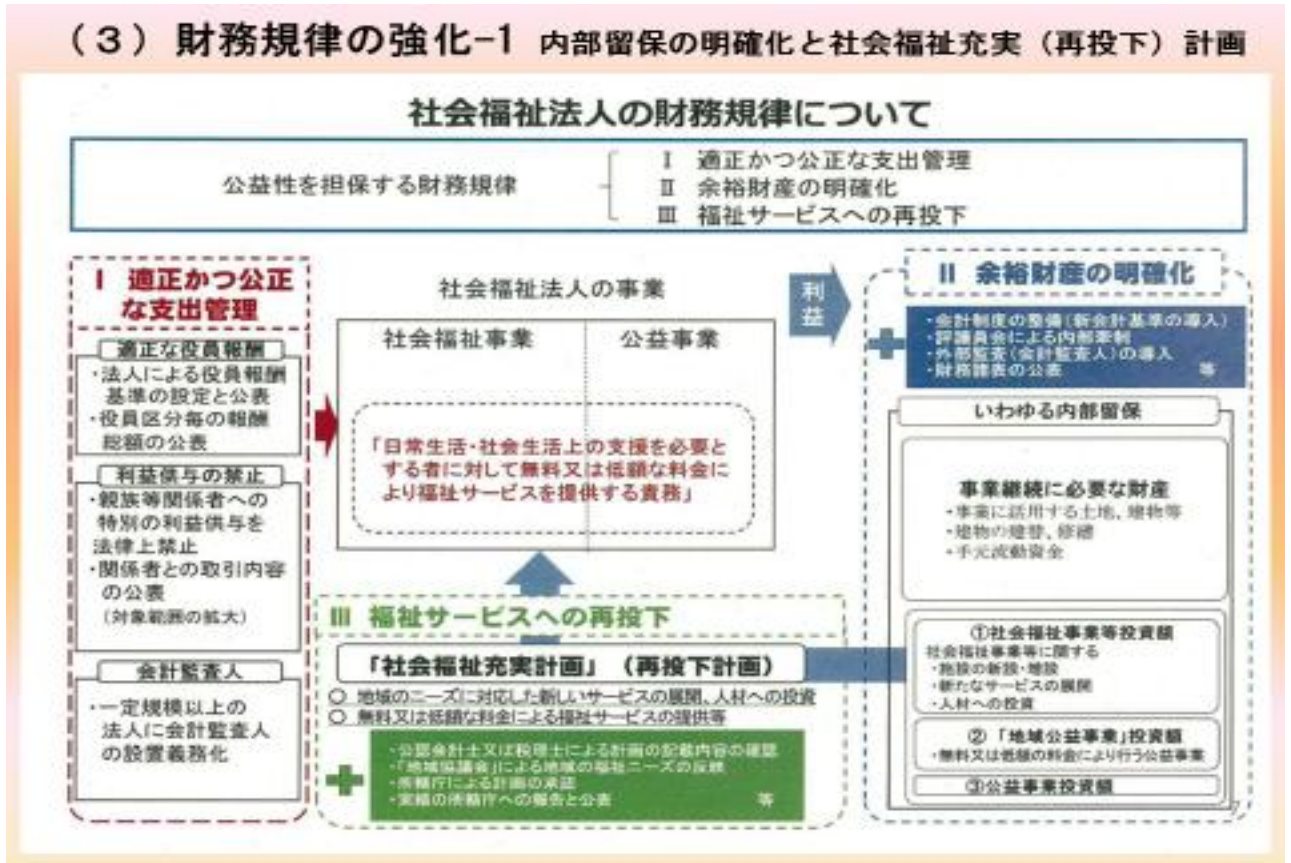 （３）財務規律の強化-1 内部留保の明確化と社会福祉充実（再投下）計画
社会福祉法人の財務規律について
公益性を担保する財務規律
Ⅰ 適正かつ公正な支出管理
Ⅱ 余裕財産の明確化
Ⅲ 福祉サービスへの再投下
Ⅰ 適正かつ公正
な支出管理
適正な役員報酬
・法人による役員報酬
基準の設定と公表
・役員区分毎の報酬
総額の公表
利益供与の禁止
・親族等関係者への
特別の利益供与を
法律上禁止
・関係者との取引内容
の公表
（対象範囲の拡大）
会計監査人
・一定規模以上の
法人に会計監査人
の設置義務化
社会福祉法人の事業
社会福祉事業
公益事業
「日常生活・社会生活上の支援を必要と
する者に対して無料又は低額な料金に
より福祉サービスを提供する責務」
利益
Ⅱ 余裕財産の明確化
・会計制度の整備（新会計基準の導入）
・評議員会による内部牽制
・外部監査（会計監査人）の導入
・財務諸表の公表 等
いわゆる内部留保
事業継続に必要な財産
・事業に活用する土地、建物等
・建物の建替、修繕
・手元流動資金
①社会福祉事業等投資額
社会福祉事業等に関する
・施設の新設・増設
・新たなサービスの展開
・人材への投資
②「地域公益事業」投資額
・無料又は低額の料金により行う公益事業
③公益事業投資額
Ⅲ 福祉サービスへの再投下
「社会福祉充実計画」（再投下計画）
○ 地域のニーズに対応した新しいサービスの展開、人材への投資
○ 無料又は低額な料金による福祉サービスの提供等
・公認会計士又は税理士による計画の記載内容の確認
・「地域協議会」による地域の福祉ニーズの反映
・所轄庁による計画の承認
・実績の所轄庁への報告と公表 等
7